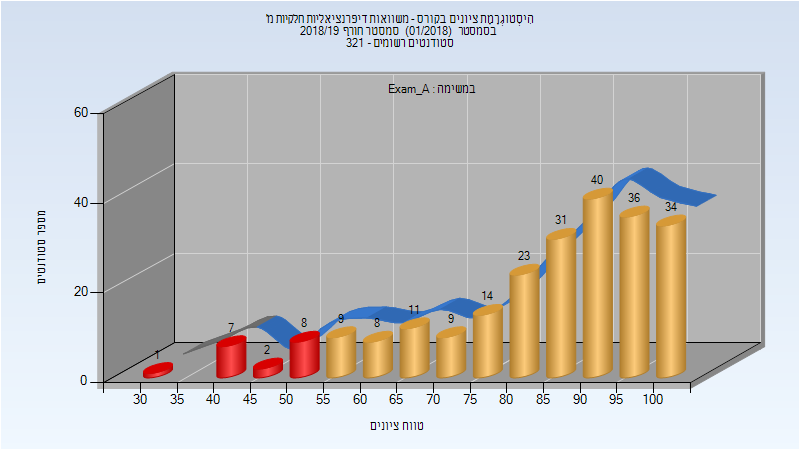 הִיסְטוֹגְרָמַת ציונים בקורס - משוואות דיפרנציאליות חלקיות מ'
בסמסטר (01/2018) סמסטר חורף 2018/19
סטודנטים רשומים - 321
במשימה : Exam_A
60
40
20
0
מספר סטודנטים
1
7
2
8
9
8
11
9
14
23
31
40
36
34
30 35 40 45 50 55 60 65 70 75 80 85 90 95 100
טווח ציונים